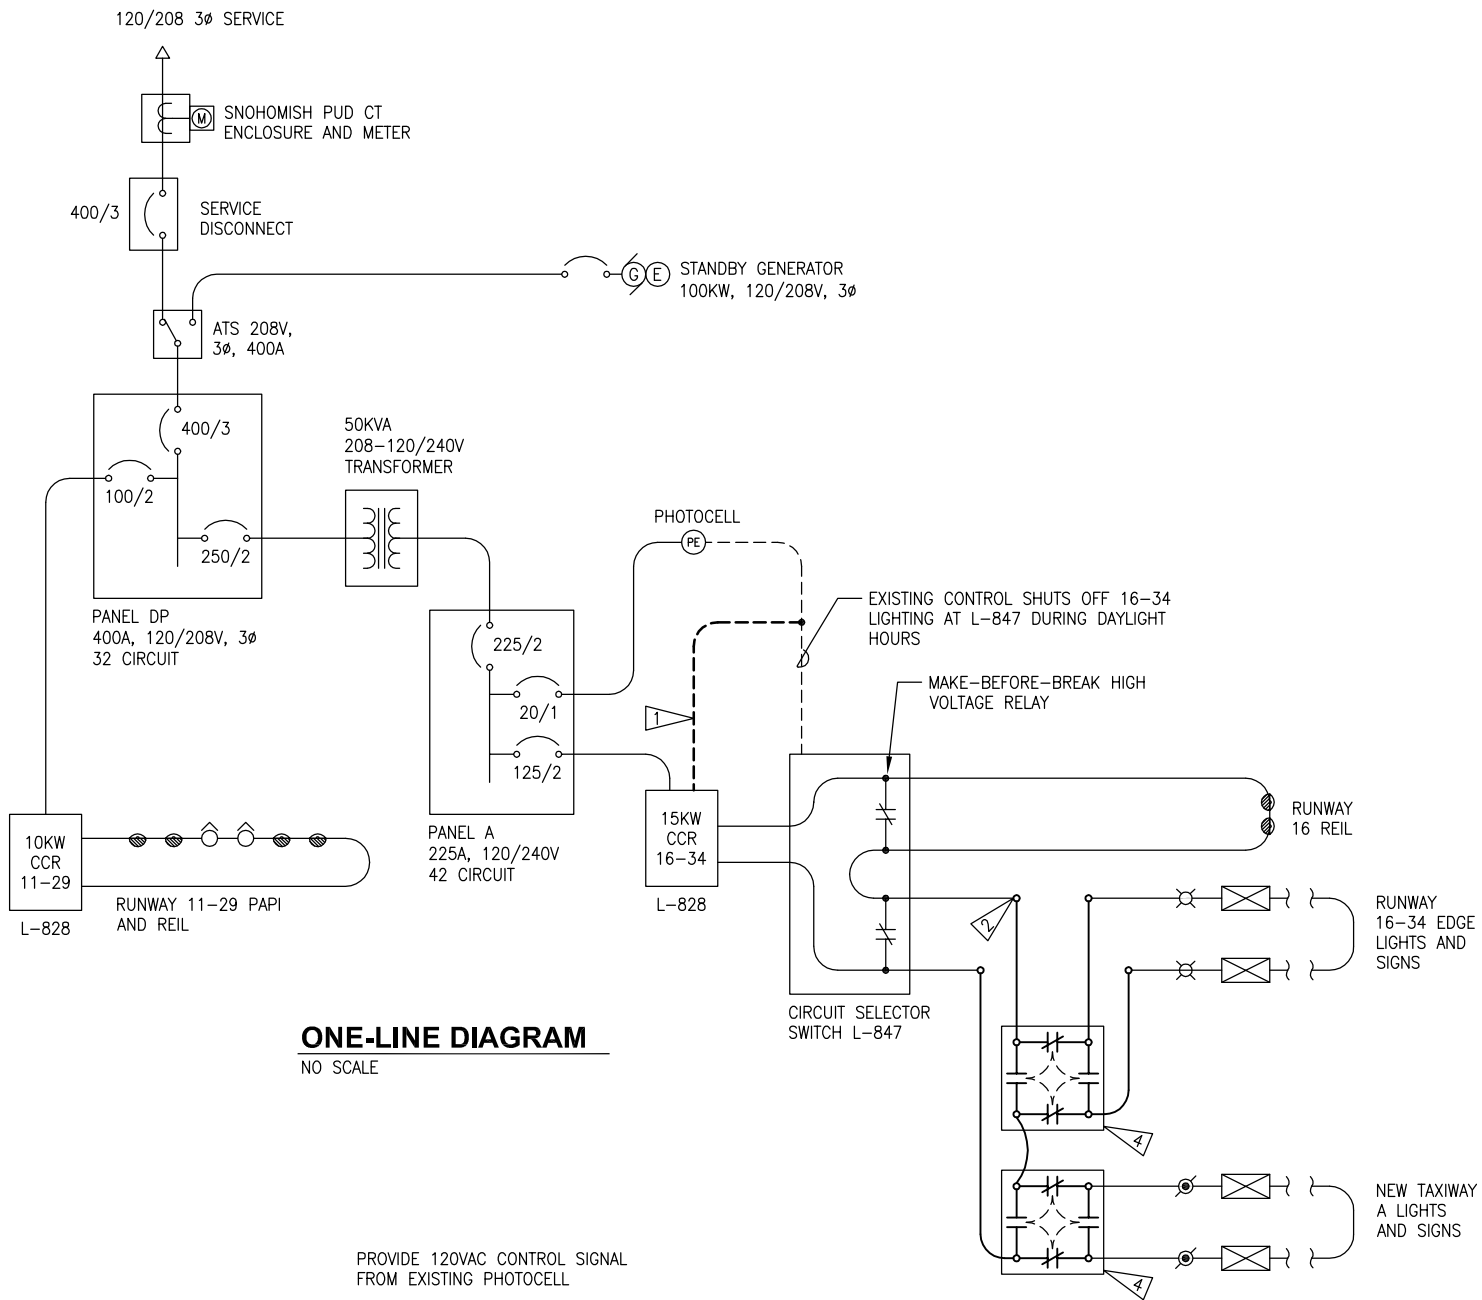 120/208 3Ø SERVICE
M
SNOHOMISH PUD CT
ENCLOSURE AND METER
400/3
SERVICE
DISCONNECT
G E
STANDBY GENERATOR
100KW, 120/208V, 3Ø
ATS 208V,
3Ø, 400A
400/3
100/2
250/2
PANEL DP
400A, 120/208V, 3Ø
32 CIRCUIT
50KVA
208-120/240V
TRANSFORMER
PHOTOCELL
PE
225/2
20/1
125/2
PANEL A
225A, 120/240V
42 CIRCUIT
EXISTING CONTROL SHUTS OFF 16-34
LIGHTING AT L-847 DURING DAYLIGHT
HOURS
MAKE-BEFORE-BREAK HIGH
VOLTAGE RELAY
1
10KW
CCR
11-29
L-828
RUNWAY 11-29 PAPI
AND REIL
15KW
CCR
16-34
L-828
RUNWAY
16 REIL
2
RUNWAY
16-34 EDGE
LIGHTS AND
SIGNS
CIRCUIT SELECTOR
SWITCH L-847
ONE-LINE DIAGRAM
NO SCALE
4
NEW TAXIWAY
A LIGHTS
AND SIGNS
4
PROVIDE 120VAC CONTROL SIGNAL
FROM EXISTING PHOTOCELL